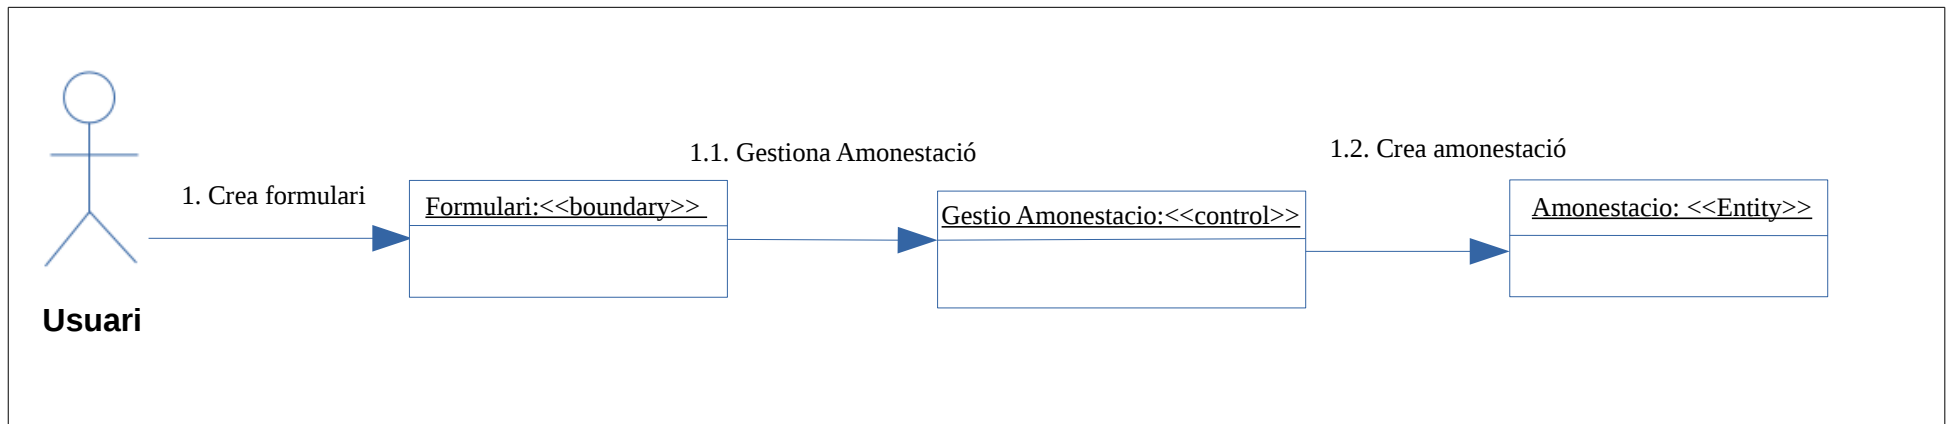 1.1. Gestiona Amonestació
1.2. Crea amonestació
1. Crea formulari
Formulari:<<boundary>>
Gestio Amonestacio:<<control>>
Amonestacio: <<Entity>>
Usuari